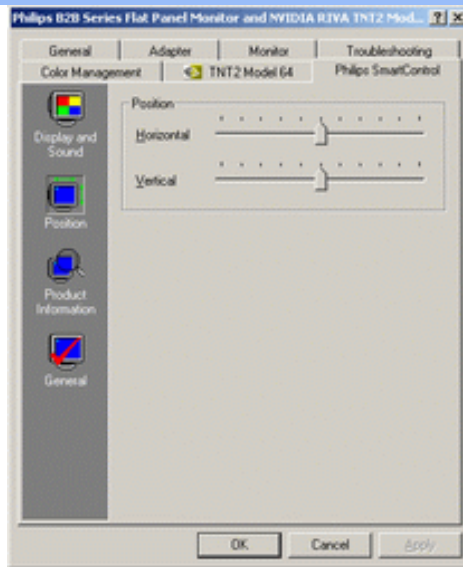 Philips B2B Series Flat Panel Monitor and NVIDIA RIVA TNT2 Mod...
General Adapter Monitor Troubleshooting
Color Management TNT2 Model 64 Philips SmartControl
Display and
Sound
Position
Product
Information
General
Position
Horizontal
Vertical
OK Cancel Apply